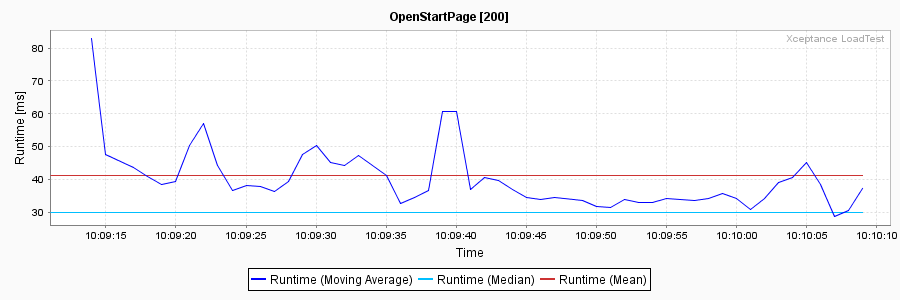 OpenStartPage [200]
Xceptance LoadTest
80
70
60
50
40
30
Runtime [ms]
10:09:15 10:09:20 10:09:25 10:09:30 10:09:35 10:09:40 10:09:45 10:09:50 10:09:55 10:10:00 10:10:05 10:10:10
Time
Runtime (Moving Average) Runtime (Median) Runtime (Mean)